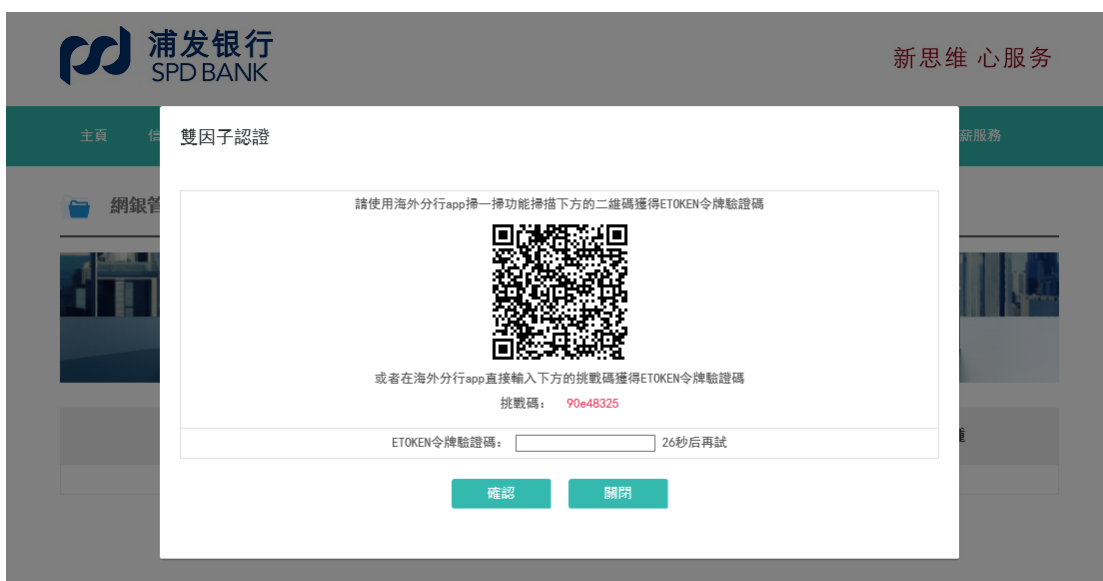 浦发银行
SPD BANK
新思维 心服务
主頁 信 薪服務
雙因子認證
網銀管
請使用海外分行app掃一掃功能掃描下方的二維碼獲得ETOKEN令牌驗證碼
或者在海外分行app直接輸入下方的挑戰碼獲得ETOKEN令牌驗證碼
挑戰碼： 90e48325
ETOKEN令牌驗證碼： 26秒后再試
確認 關閉